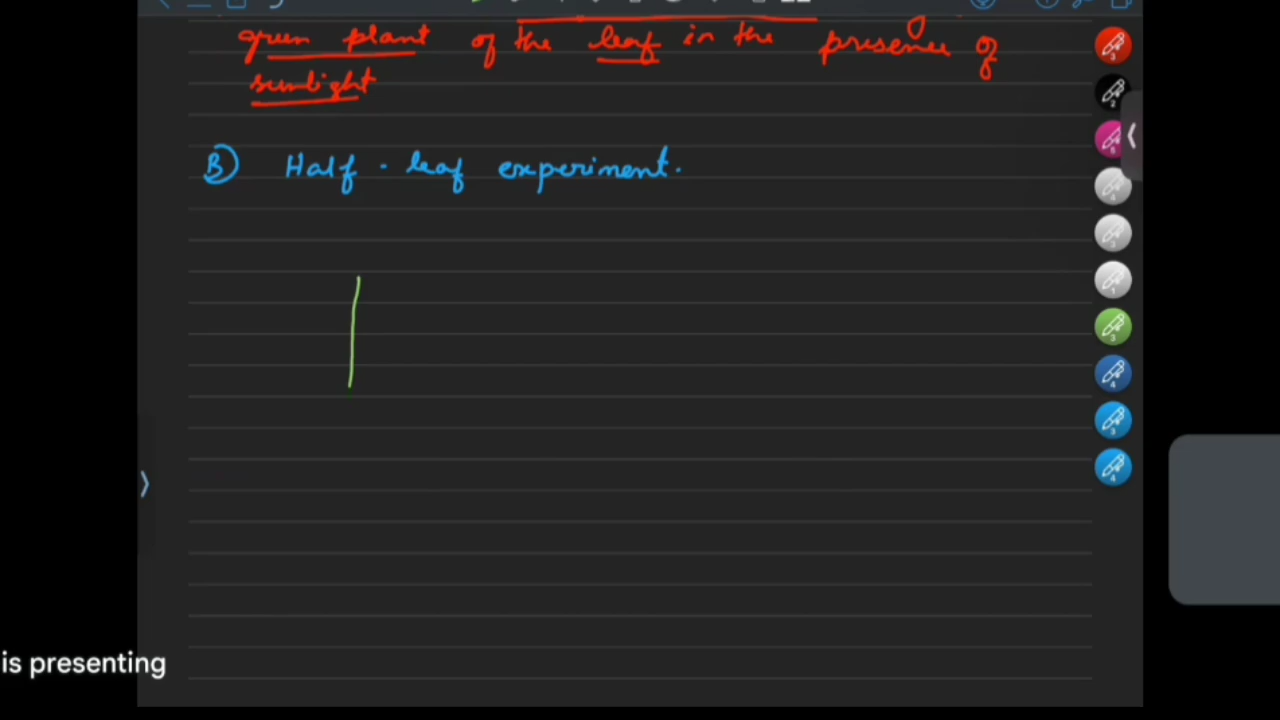 green plant of the leaf in the presence of
sunlight
B) Half - leaf experiment.
is presenting